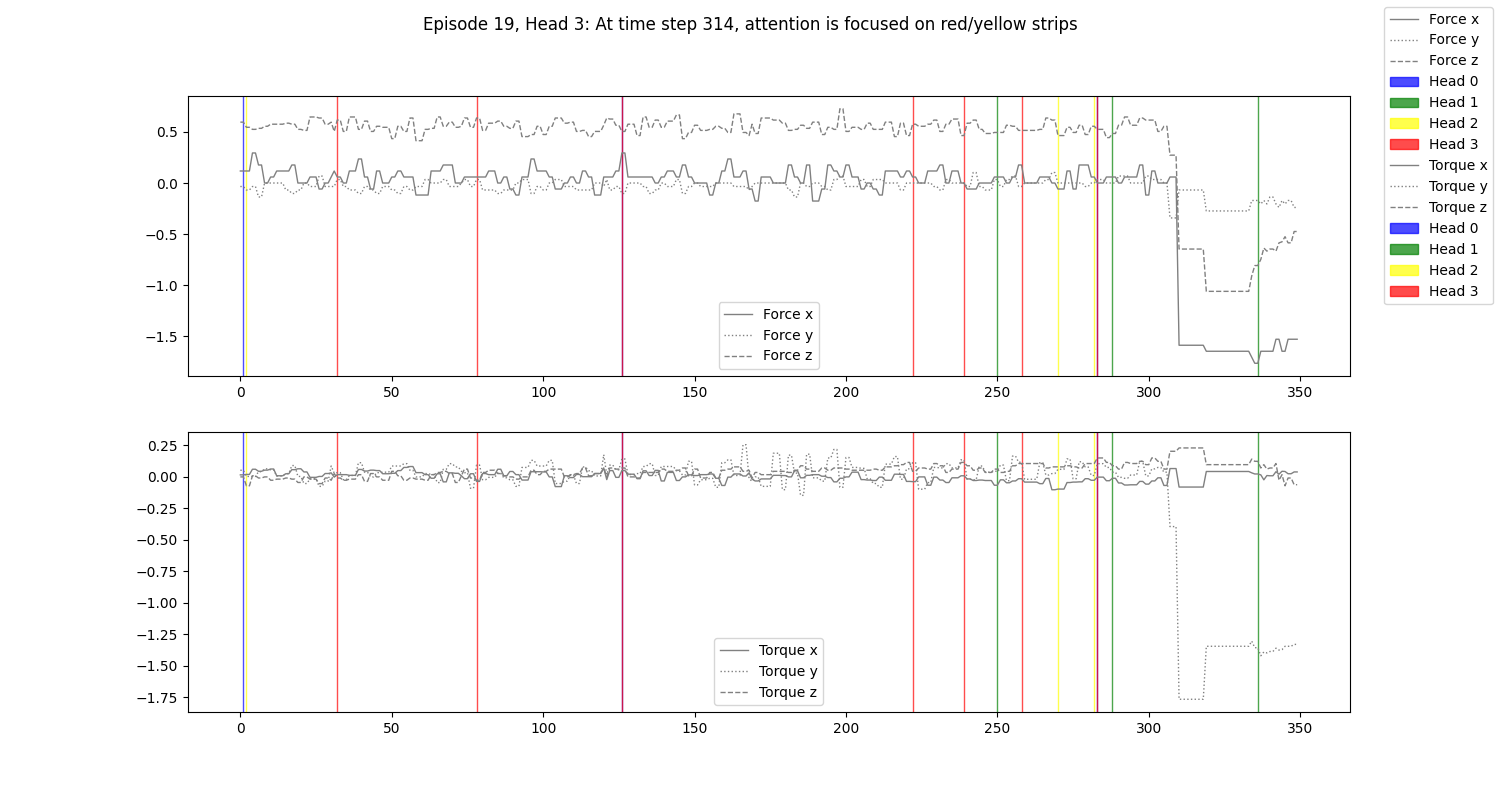 Episode 19, Head 3: At time step 314, attention is focused on red/yellow strips
Force x
Force y
Force z
Head 0
Head 1
Head 2
Head 3
Torque x
Torque y
Torque z
Head 0
Head 1
Head 2
Head 3
0.5
0.0
−0.5
−1.0
−1.5
Force x
Force y
Force z
0 50 100 150 200 250 300 350
0.25
0.00
−0.25
−0.50
−0.75
−1.00
−1.25
−1.50
−1.75
Torque x
Torque y
Torque z
0 50 100 150 200 250 300 350